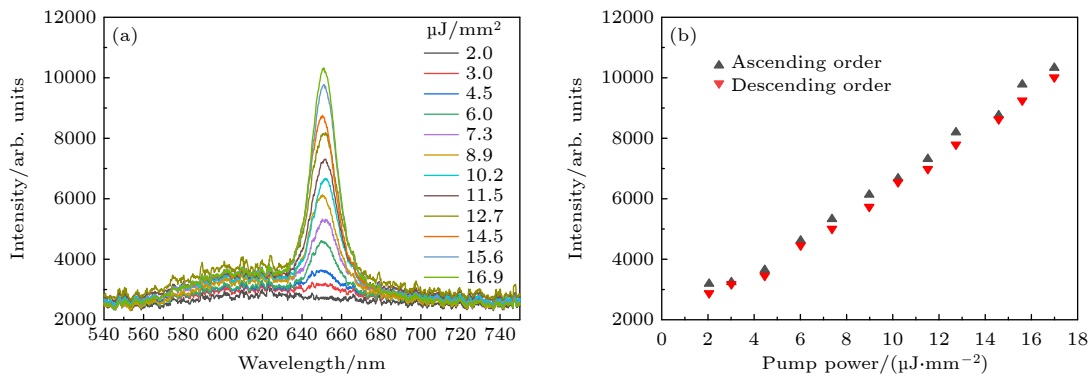 (a)
µJ/mm²
2.0
3.0
4.5
6.0
7.3
8.9
10.2
11.5
12.7
14.5
15.6
16.9
12000
10000
8000
6000
4000
2000
Intensity/arb. units
540 560 580 600 620 640 660 680 700 720 740
Wavelength/nm
(b)
Ascending order
Descending order
12000
10000
8000
6000
4000
2000
Intensity/arb. units
0 2 4 6 8 10 12 14 16 18
Pump power/(µJ·mm⁻²)